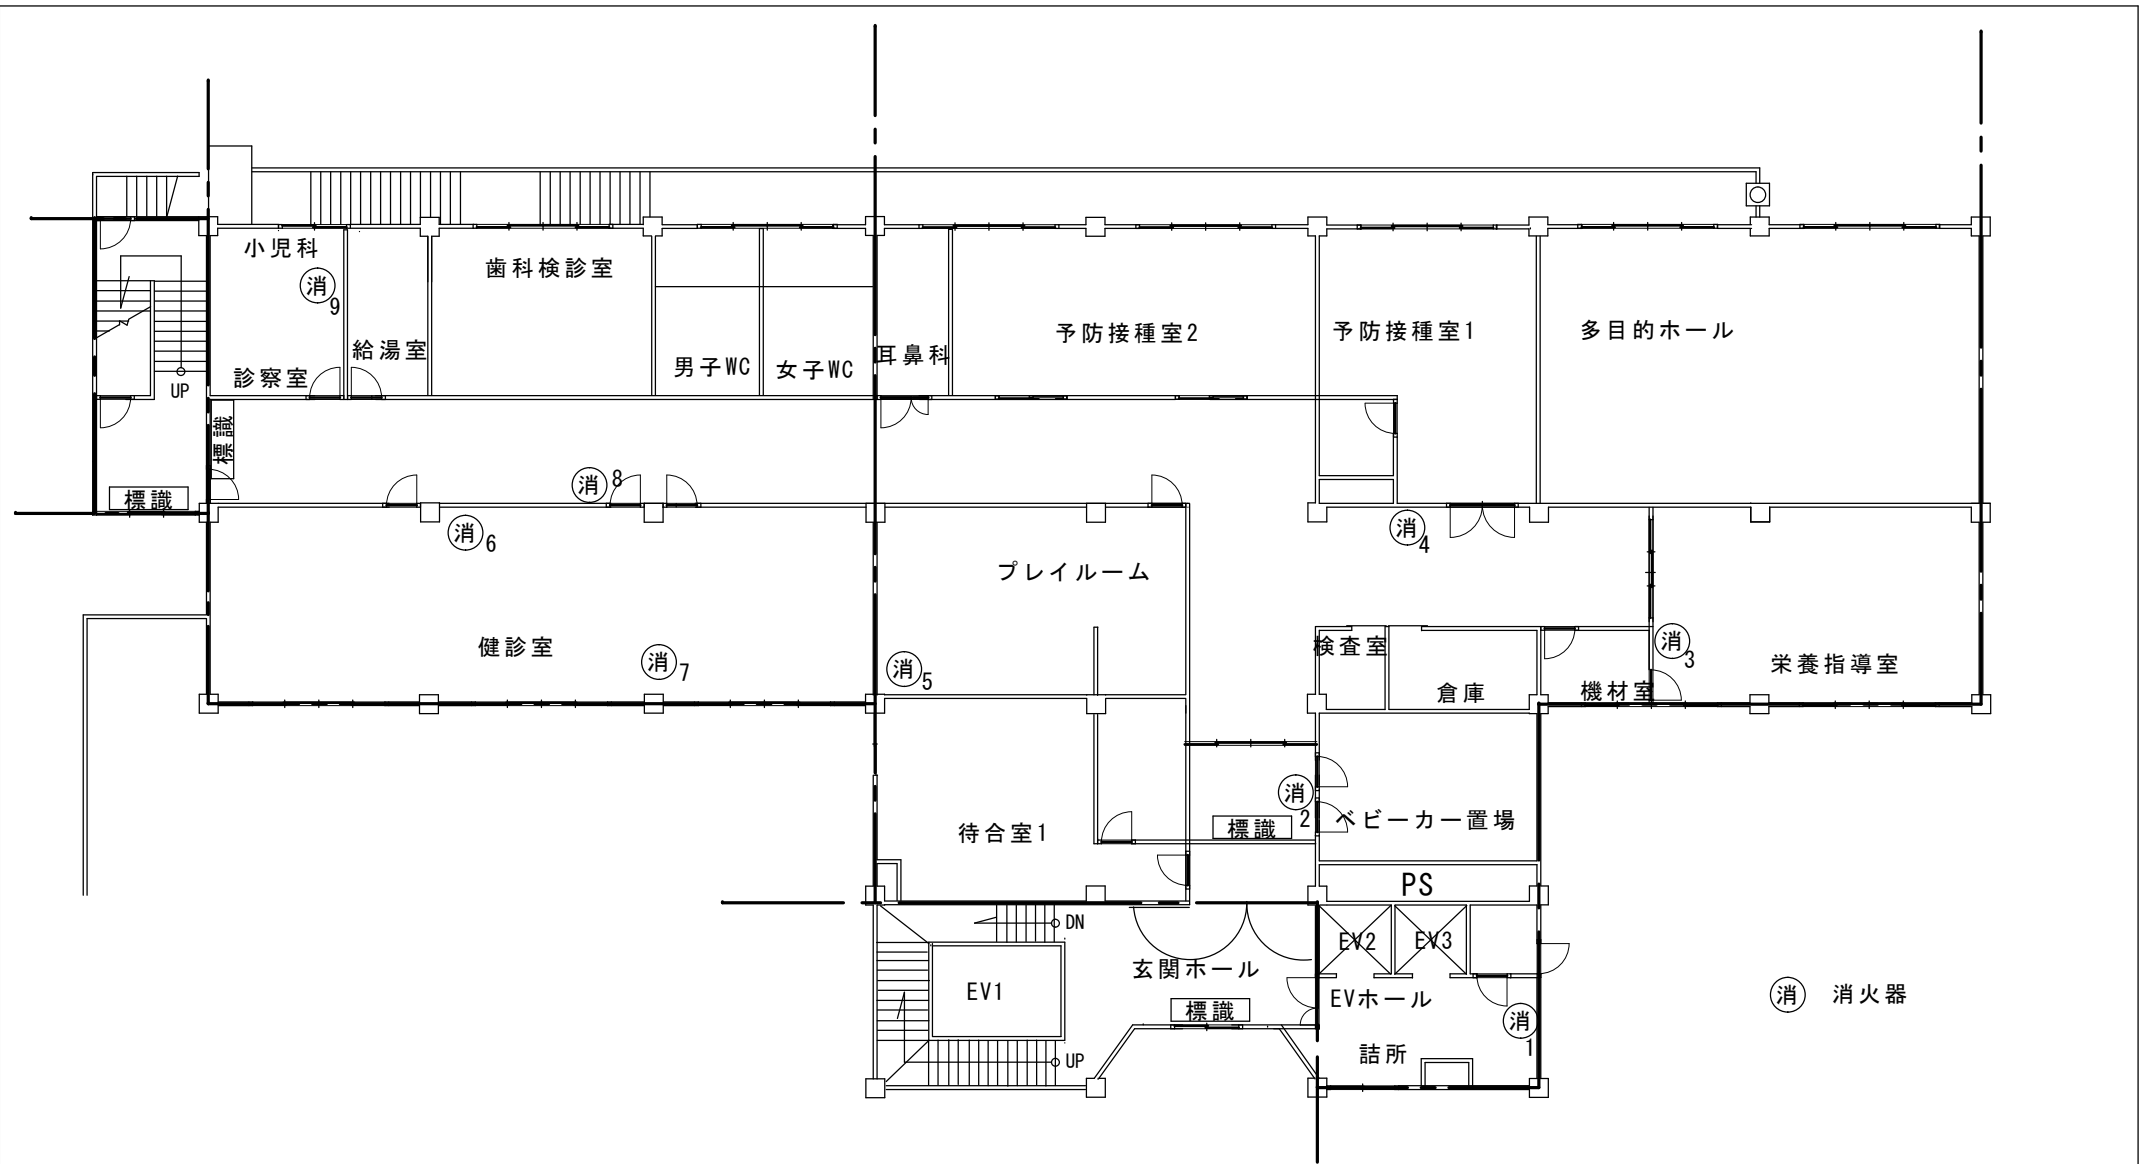 小児科
消
9
診察室
給湯室
歯科検診室
男子WC
女子WC
耳鼻科
予防接種室2
予防接種室1
多目的ホール
UP
標識
標識
消
8
消
6
消
4
プレイルーム
健診室
消
7
消
5
検査室
倉庫
機材室
消
3
栄養指導室
待合室1
消
2
標識
ベビーカー置場
PS
DN
EV1
UP
玄関ホール
標識
EV2
EV3
EVホール
消
1
詰所
消 消火器